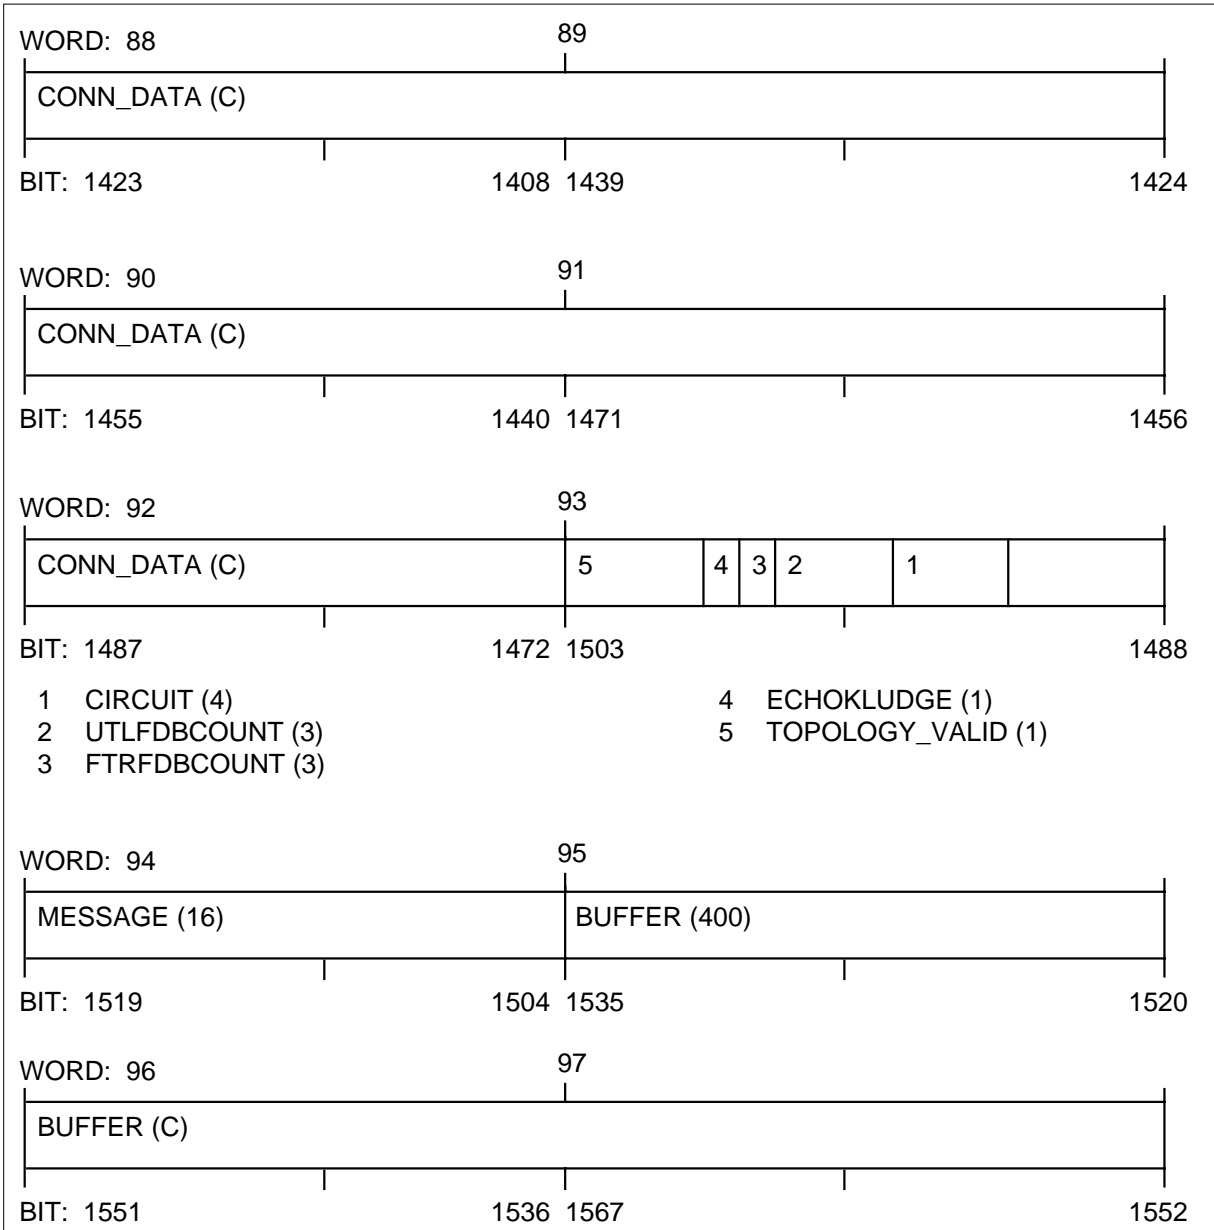 WORD: 88 89
CONN_DATA (C)
BIT: 1423 1408 1439 1424
WORD: 90 91
CONN_DATA (C)
BIT: 1455 1440 1471 1456
WORD: 92 93
CONN_DATA (C) 5 4 3 2 1
BIT: 1487 1472 1503 1488
1 CIRCUIT (4) 4 ECHOKLUDGE (1)
2 UTLFDBCOUNT (3) 5 TOPOLOGY_VALID (1)
3 FTRFDBCOUNT (3)
WORD: 94 95
MESSAGE (16) BUFFER (400)
BIT: 1519 1504 1535 1520
WORD: 96 97
BUFFER (C)
BIT: 1551 1536 1567 1552